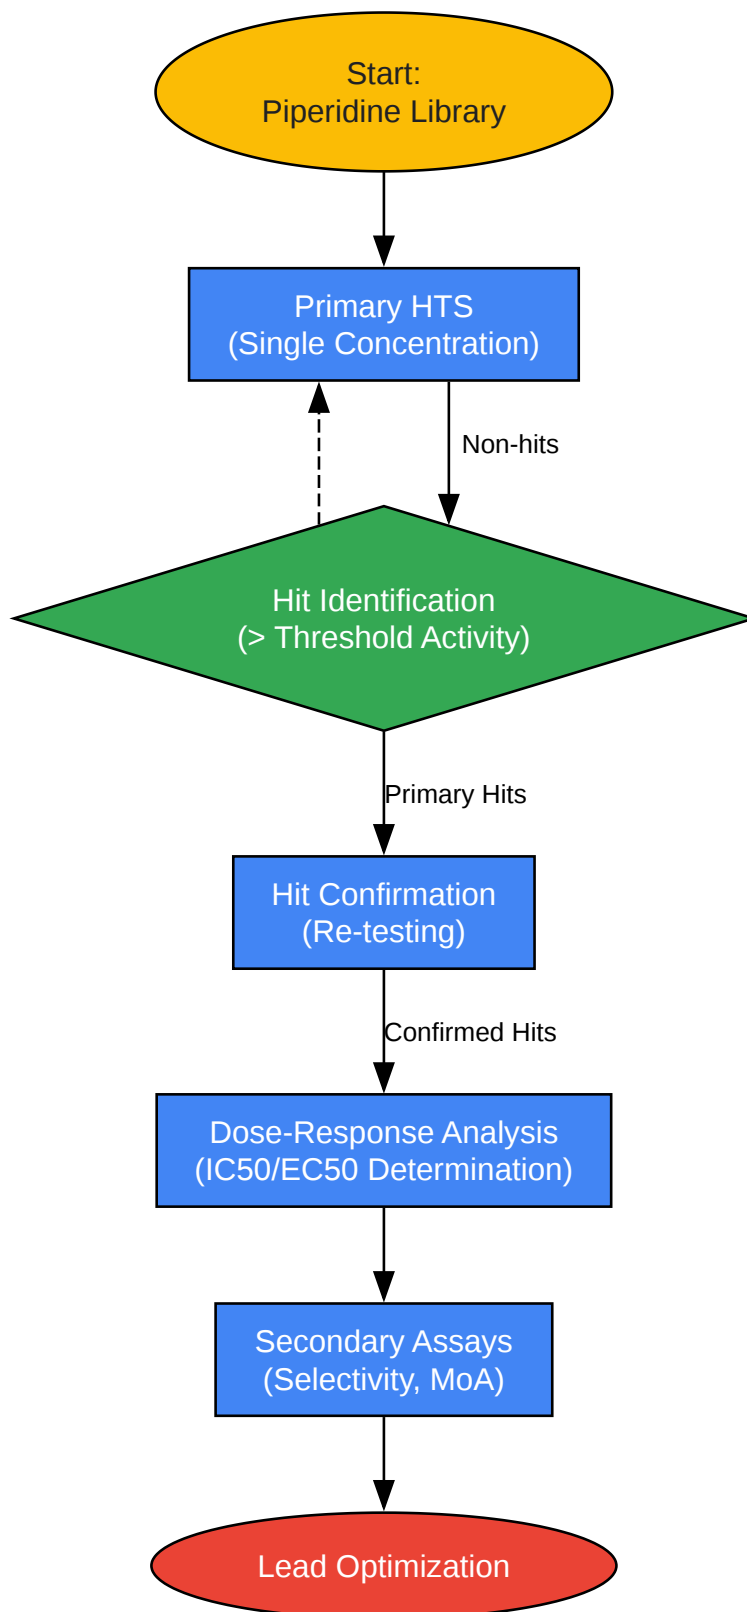 Start:
Piperidine Library
Primary HTS
(Single Concentration)
Non-hits
Hit Identification
(> Threshold Activity)
Primary Hits
Hit Confirmation
(Re-testing)
Confirmed Hits
Dose-Response Analysis
(IC50/EC50 Determination)
Secondary Assays
(Selectivity, MoA)
Lead Optimization